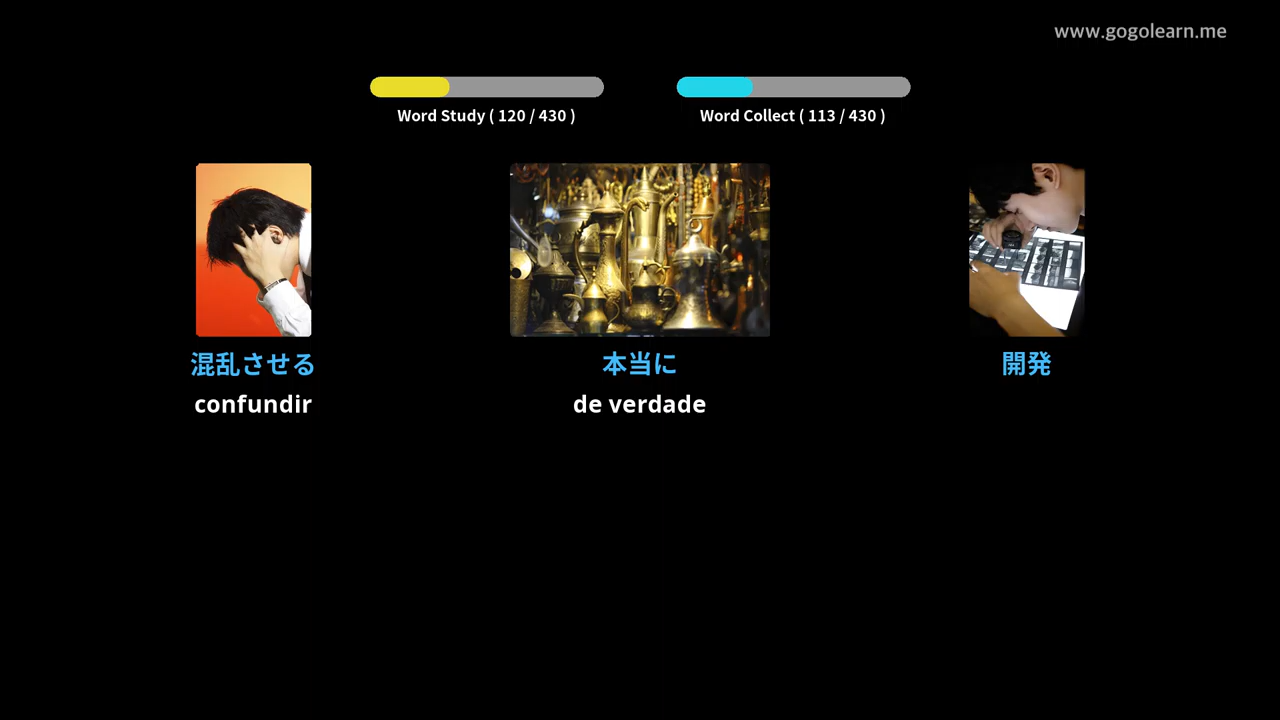 www.gogolearn.me
Word Study ( 120 / 430 )
Word Collect ( 113 / 430 )
混乱させる
本当に
開発
confundir
de verdade